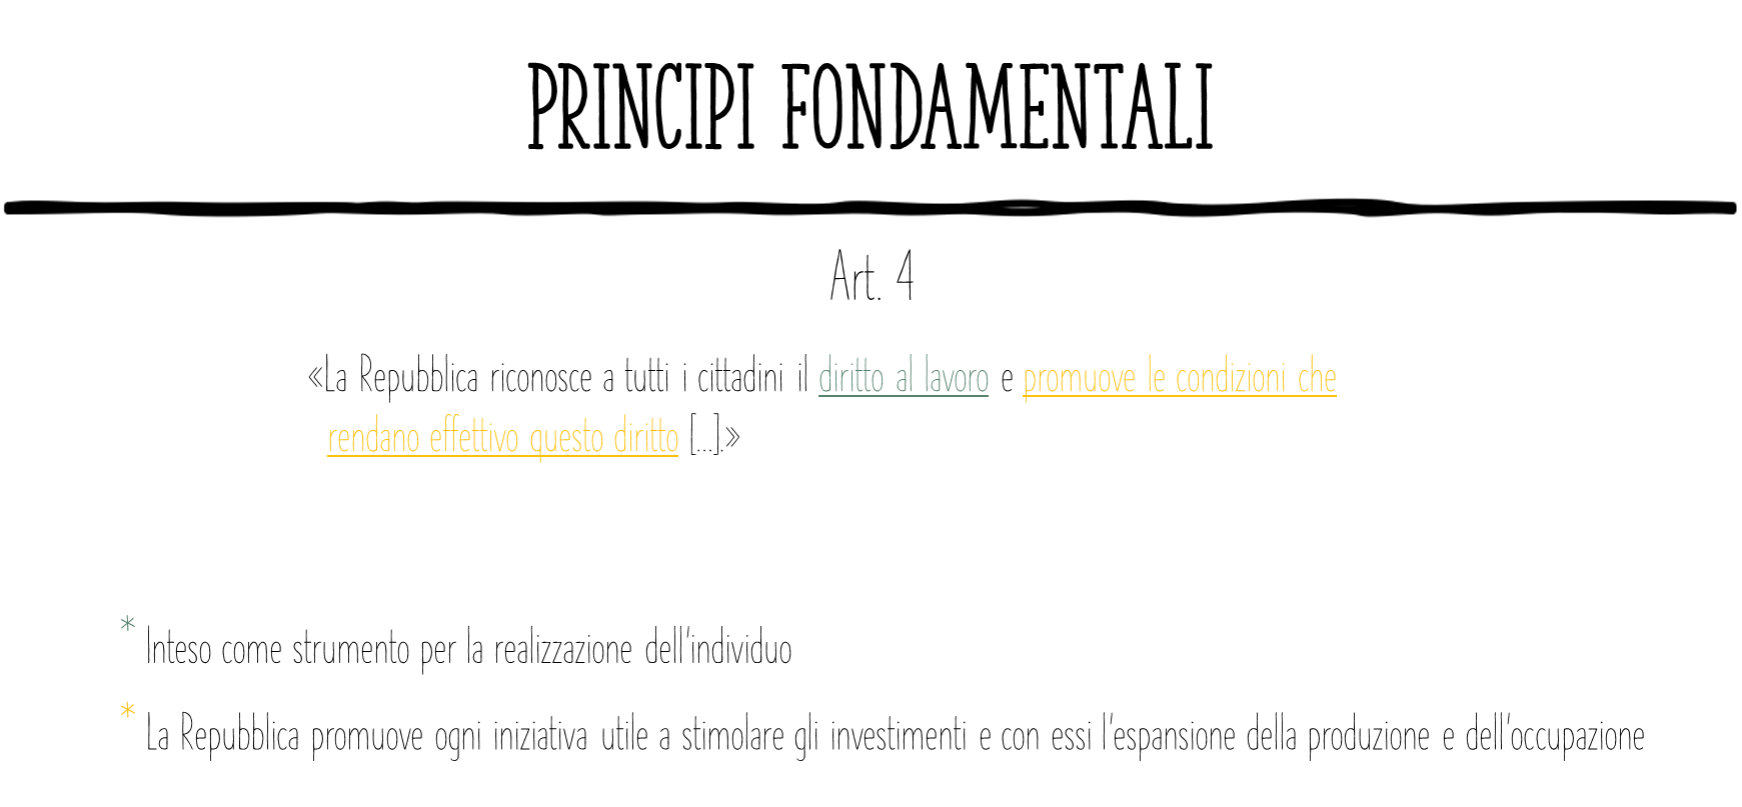 PRINCIPI FONDAMENTALI
Art. 4
«La Repubblica riconosce a tutti i cittadini il diritto al lavoro e promuove le condizioni che
rendano effettivo questo diritto [...].»
* Inteso come strumento per la realizzazione dell'individuo
* La Repubblica promuove ogni iniziativa utile a stimolare gli investimenti e con essi l'espansione della produzione e dell'occupazione